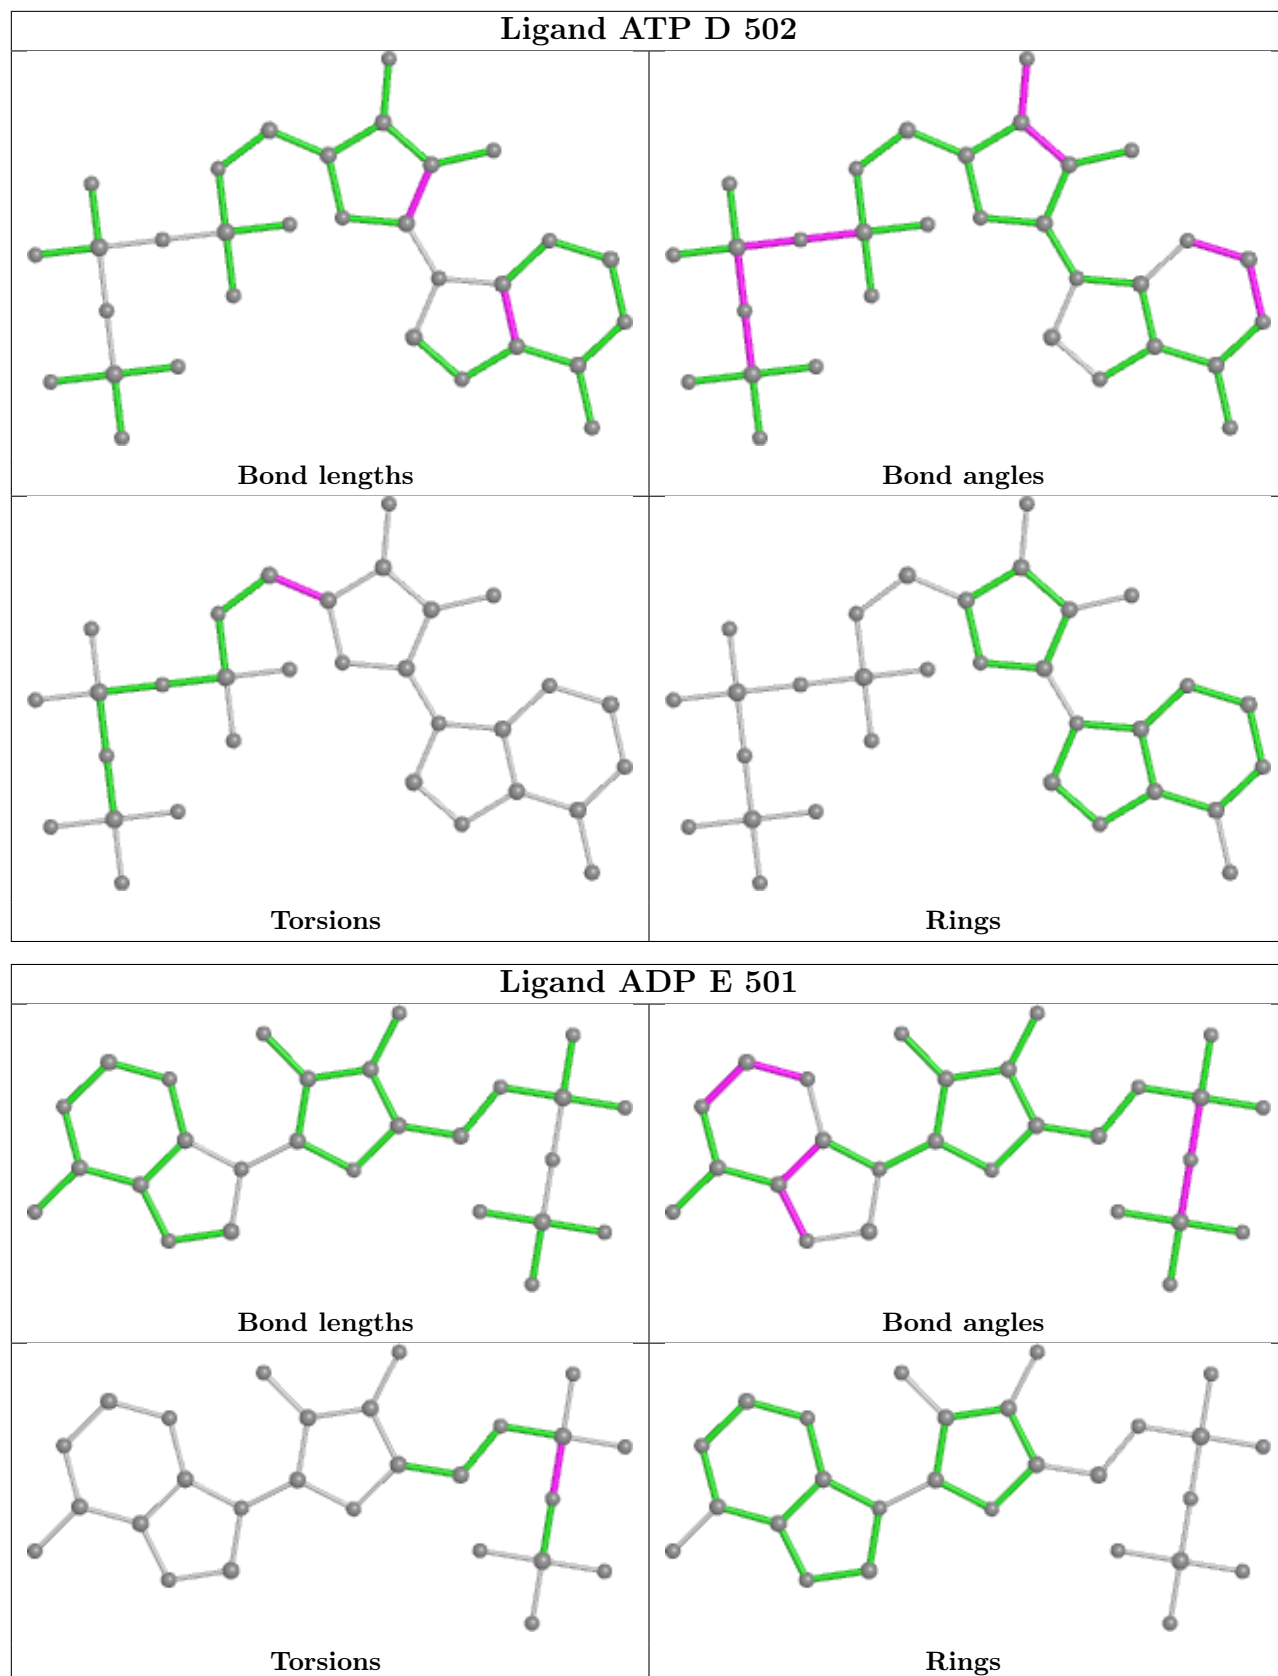 Ligand ATP D 502
Bond lengths
Bond angles
Torsions
Rings
Ligand ADP E 501
Bond lengths
Bond angles
Torsions
Rings